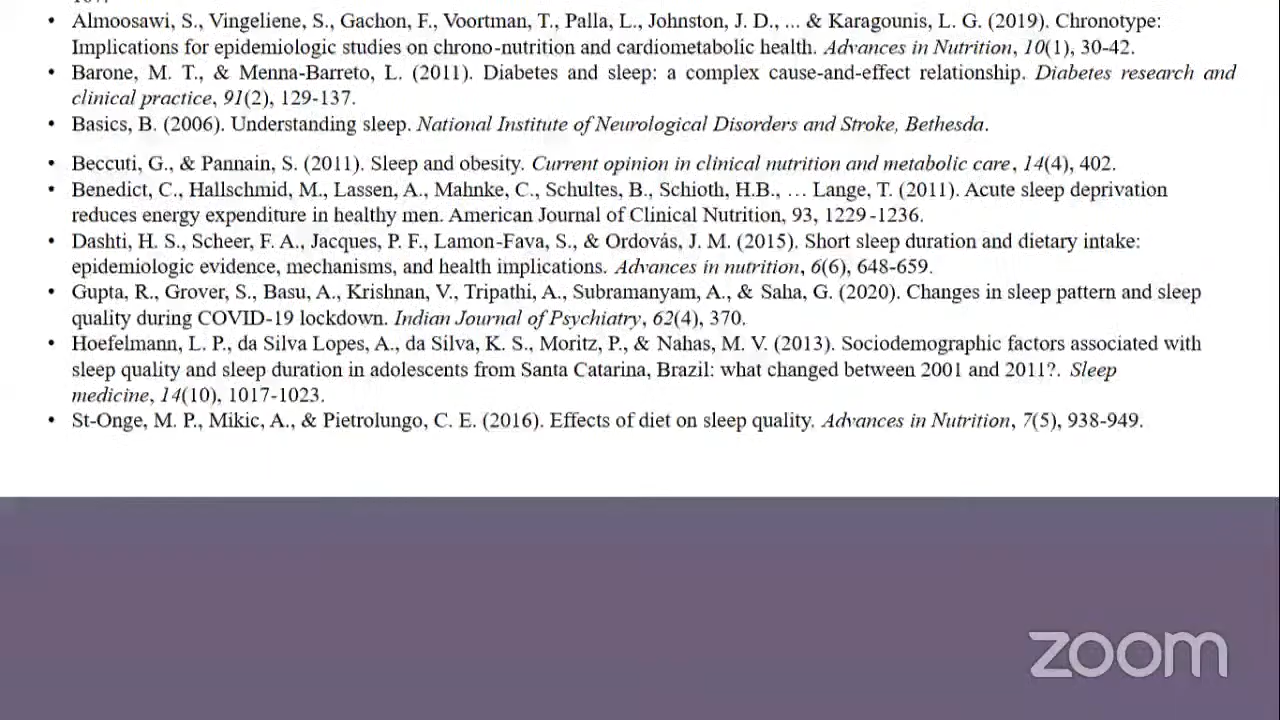 • Almoosawi, S., Vingeliene, S., Gachon, F., Voortman, T., Palla, L., Johnston, J. D., ... & Karagounis, L. G. (2019). Chronotype:
Implications for epidemiologic studies on chrono-nutrition and cardiometabolic health. Advances in Nutrition, 10(1), 30-42.
• Barone, M. T., & Menna-Barreto, L. (2011). Diabetes and sleep: a complex cause-and-effect relationship. Diabetes research and
clinical practice, 91(2), 129-137.
• Basics, B. (2006). Understanding sleep. National Institute of Neurological Disorders and Stroke, Bethesda.
• Beccuti, G., & Pannain, S. (2011). Sleep and obesity. Current opinion in clinical nutrition and metabolic care, 14(4), 402.
• Benedict, C., Hallschmid, M., Lassen, A., Mahnke, C., Schultes, B., Schioth, H.B., … Lange, T. (2011). Acute sleep deprivation
reduces energy expenditure in healthy men. American Journal of Clinical Nutrition, 93, 1229-1236.
• Dashti, H. S., Scheer, F. A., Jacques, P. F., Lamon-Fava, S., & Ordovás, J. M. (2015). Short sleep duration and dietary intake:
epidemiologic evidence, mechanisms, and health implications. Advances in nutrition, 6(6), 648-659.
• Gupta, R., Grover, S., Basu, A., Krishnan, V., Tripathi, A., Subramanyam, A., & Saha, G. (2020). Changes in sleep pattern and sleep
quality during COVID-19 lockdown. Indian Journal of Psychiatry, 62(4), 370.
• Hoefelmann, L. P., da Silva Lopes, A., da Silva, K. S., Moritz, P., & Nahas, M. V. (2013). Sociodemographic factors associated with
sleep quality and sleep duration in adolescents from Santa Catarina, Brazil: what changed between 2001 and 2011?. Sleep
medicine, 14(10), 1017-1023.
• St-Onge, M. P., Mikic, A., & Pietrolungo, C. E. (2016). Effects of diet on sleep quality. Advances in Nutrition, 7(5), 938-949.
zoom